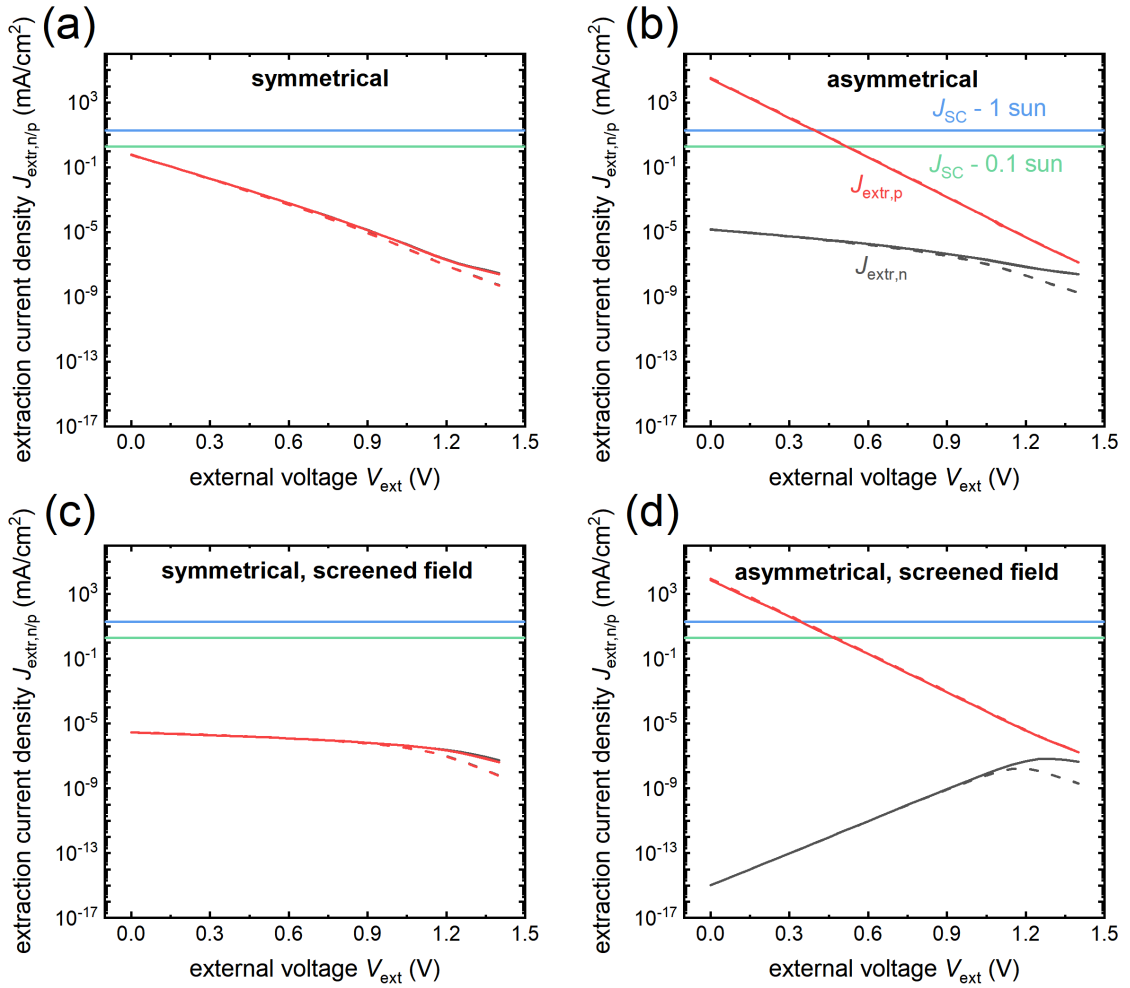 (a)
symmetrical
10³
10⁻¹
10⁻⁵
10⁻⁹
10⁻¹³
10⁻¹⁷
0.0 0.3 0.6 0.9 1.2 1.5
extraction current density J_extr,n/p (mA/cm²)
external voltage V_ext (V)
(b)
asymmetrical
J_SC - 1 sun
J_SC - 0.1 sun
J_extr,p
J_extr,n
10³
10⁻¹
10⁻⁵
10⁻⁹
10⁻¹³
10⁻¹⁷
0.0 0.3 0.6 0.9 1.2 1.5
extraction current density J_extr,n/p (mA/cm²)
external voltage V_ext (V)
(c)
symmetrical, screened field
10³
10⁻¹
10⁻⁵
10⁻⁹
10⁻¹³
10⁻¹⁷
0.0 0.3 0.6 0.9 1.2 1.5
extraction current density J_extr,n/p (mA/cm²)
external voltage V_ext (V)
(d)
asymmetrical, screened field
10³
10⁻¹
10⁻⁵
10⁻⁹
10⁻¹³
10⁻¹⁷
0.0 0.3 0.6 0.9 1.2 1.5
extraction current density J_extr,n/p (mA/cm²)
external voltage V_ext (V)